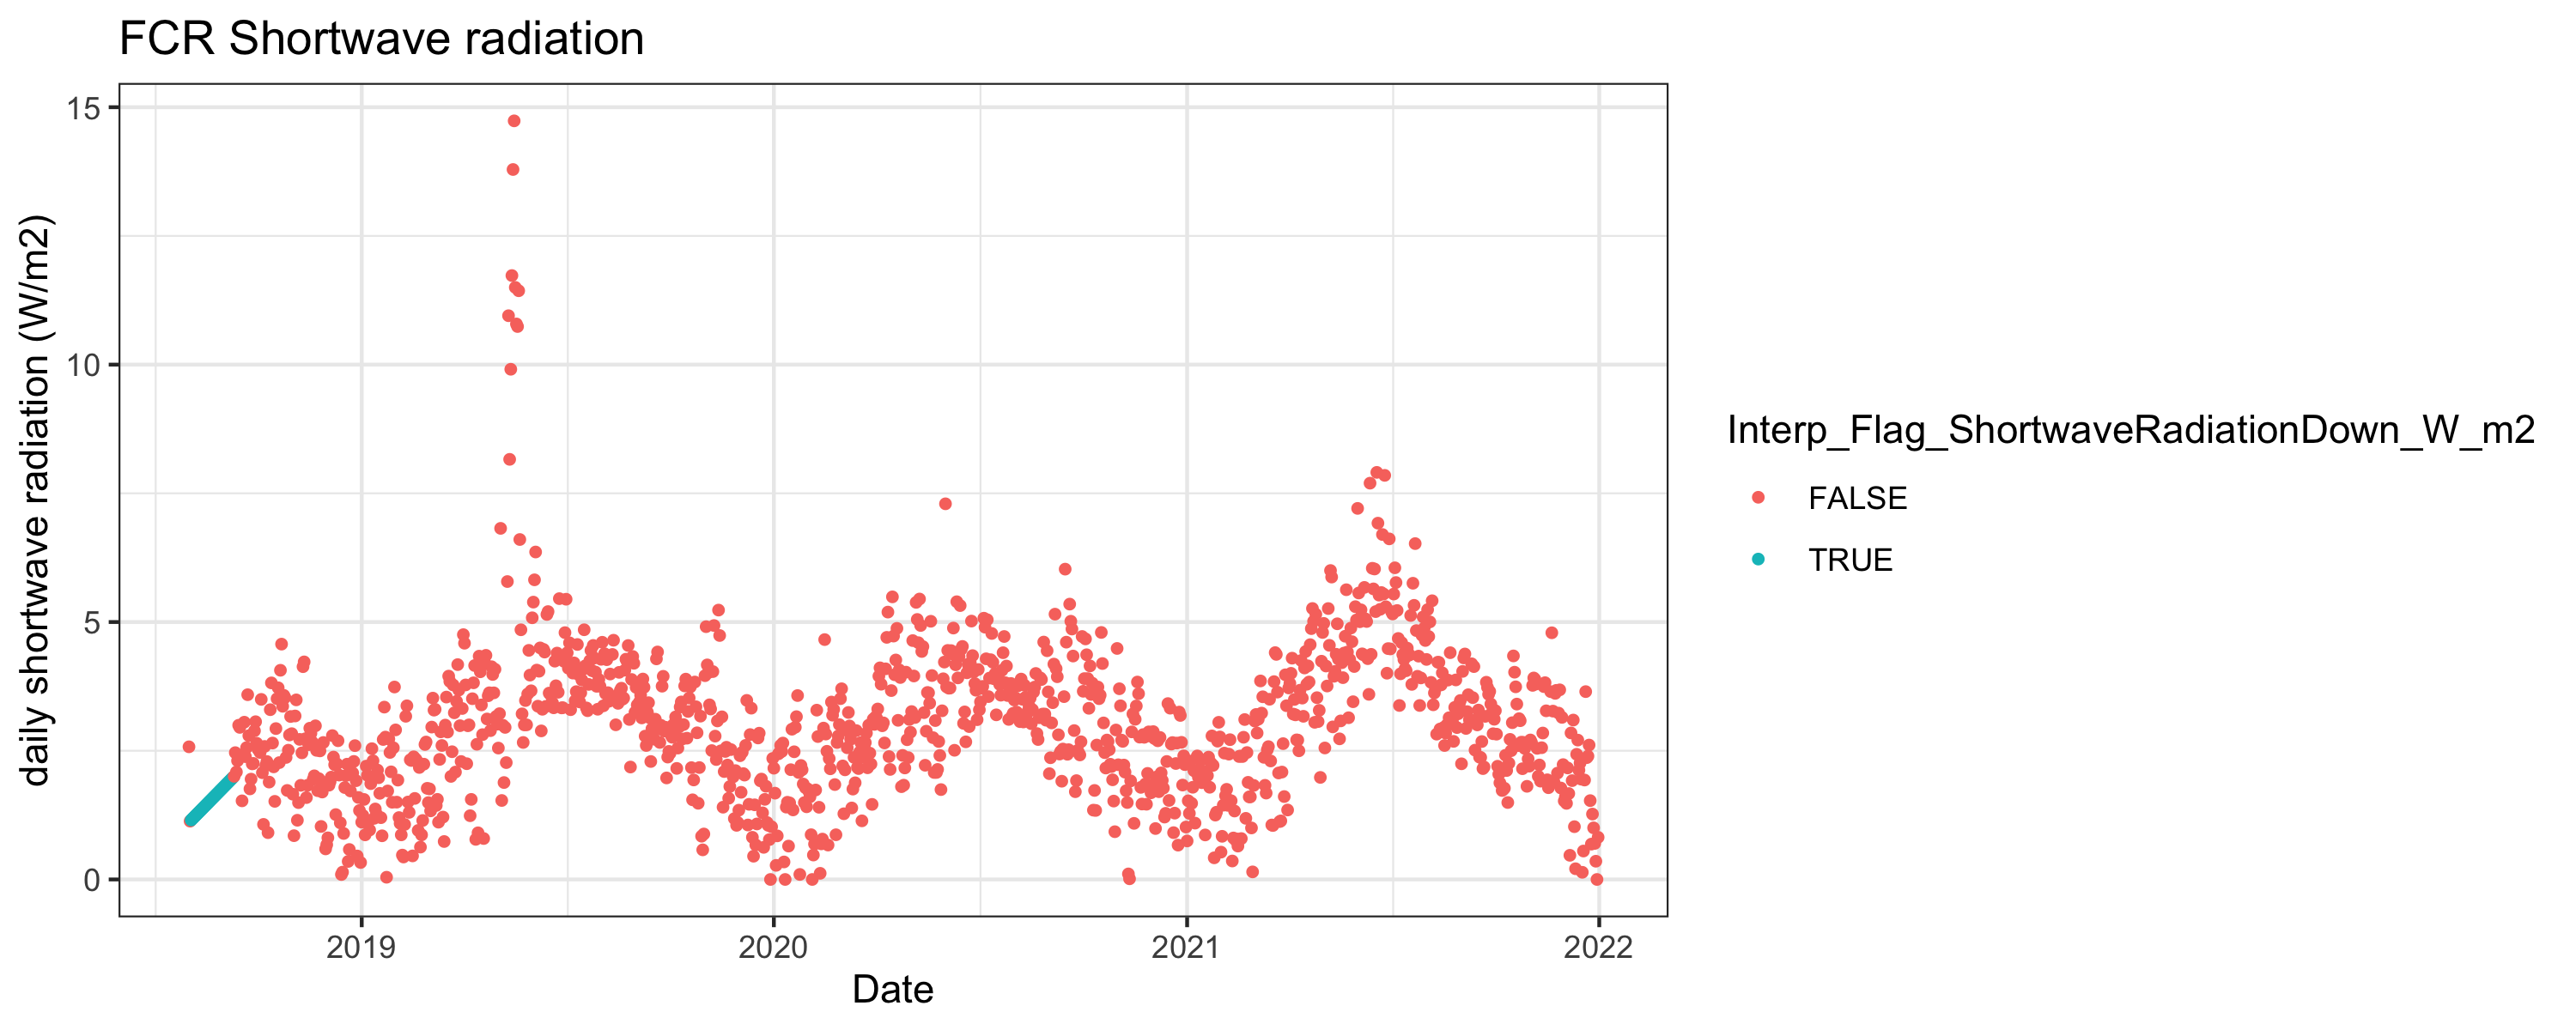 FCR Shortwave radiation
daily shortwave radiation (W/m2)
15
10
5
0
2019
2020
2021
2022
Date
Interp_Flag_ShortwaveRadiationDown_W_m2
FALSE
TRUE